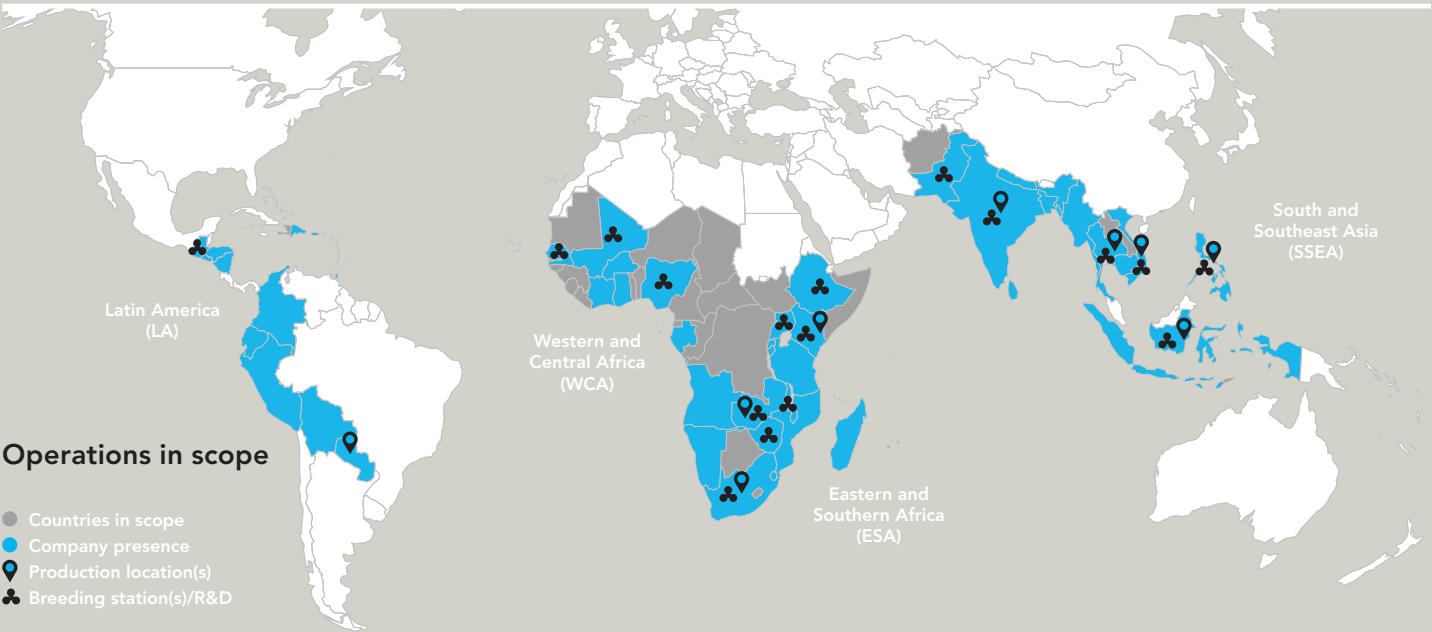 South and
Southeast Asia
(SSEA)
Latin America
(LA)
Western and
Central Africa
(WCA)
Operations in scope
Eastern and
Southern Africa
(ESA)
Countries in scope
Company presence
Production location(s)
Breeding station(s)/R&D